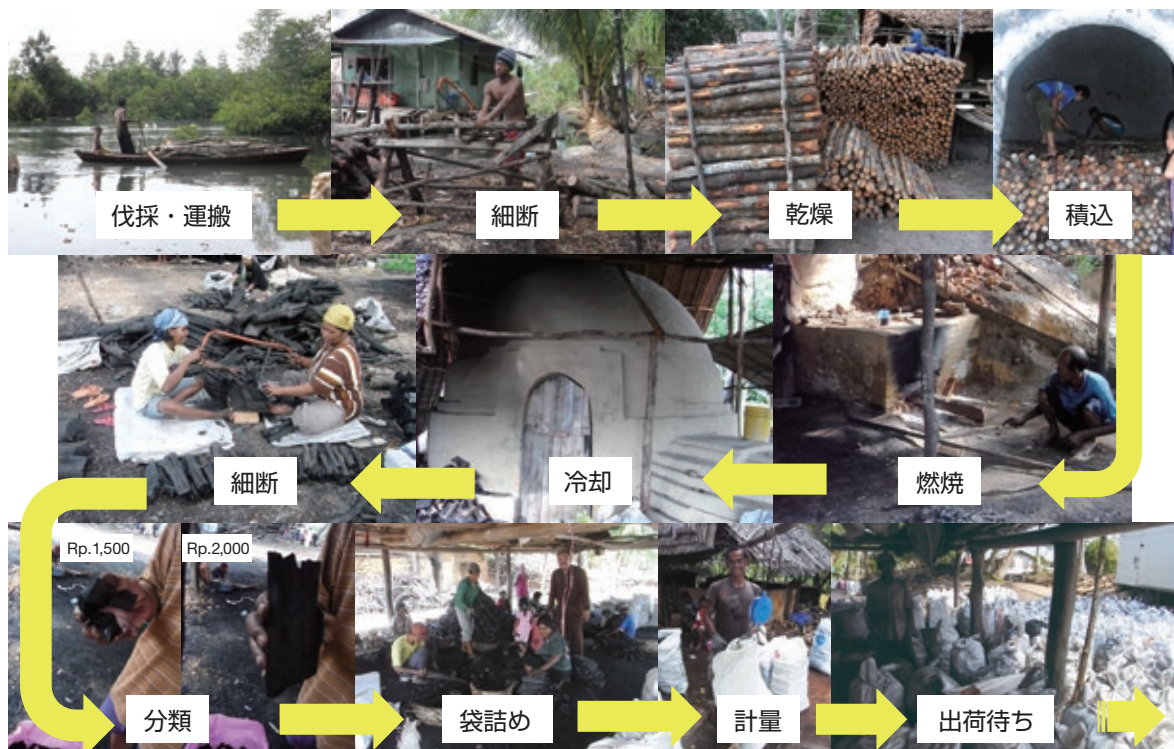 伐採・運搬
細断
乾燥
積込
燃焼
冷却
細断
Rp.1,500
Rp.2,000
分類
袋詰め
計量
出荷待ち